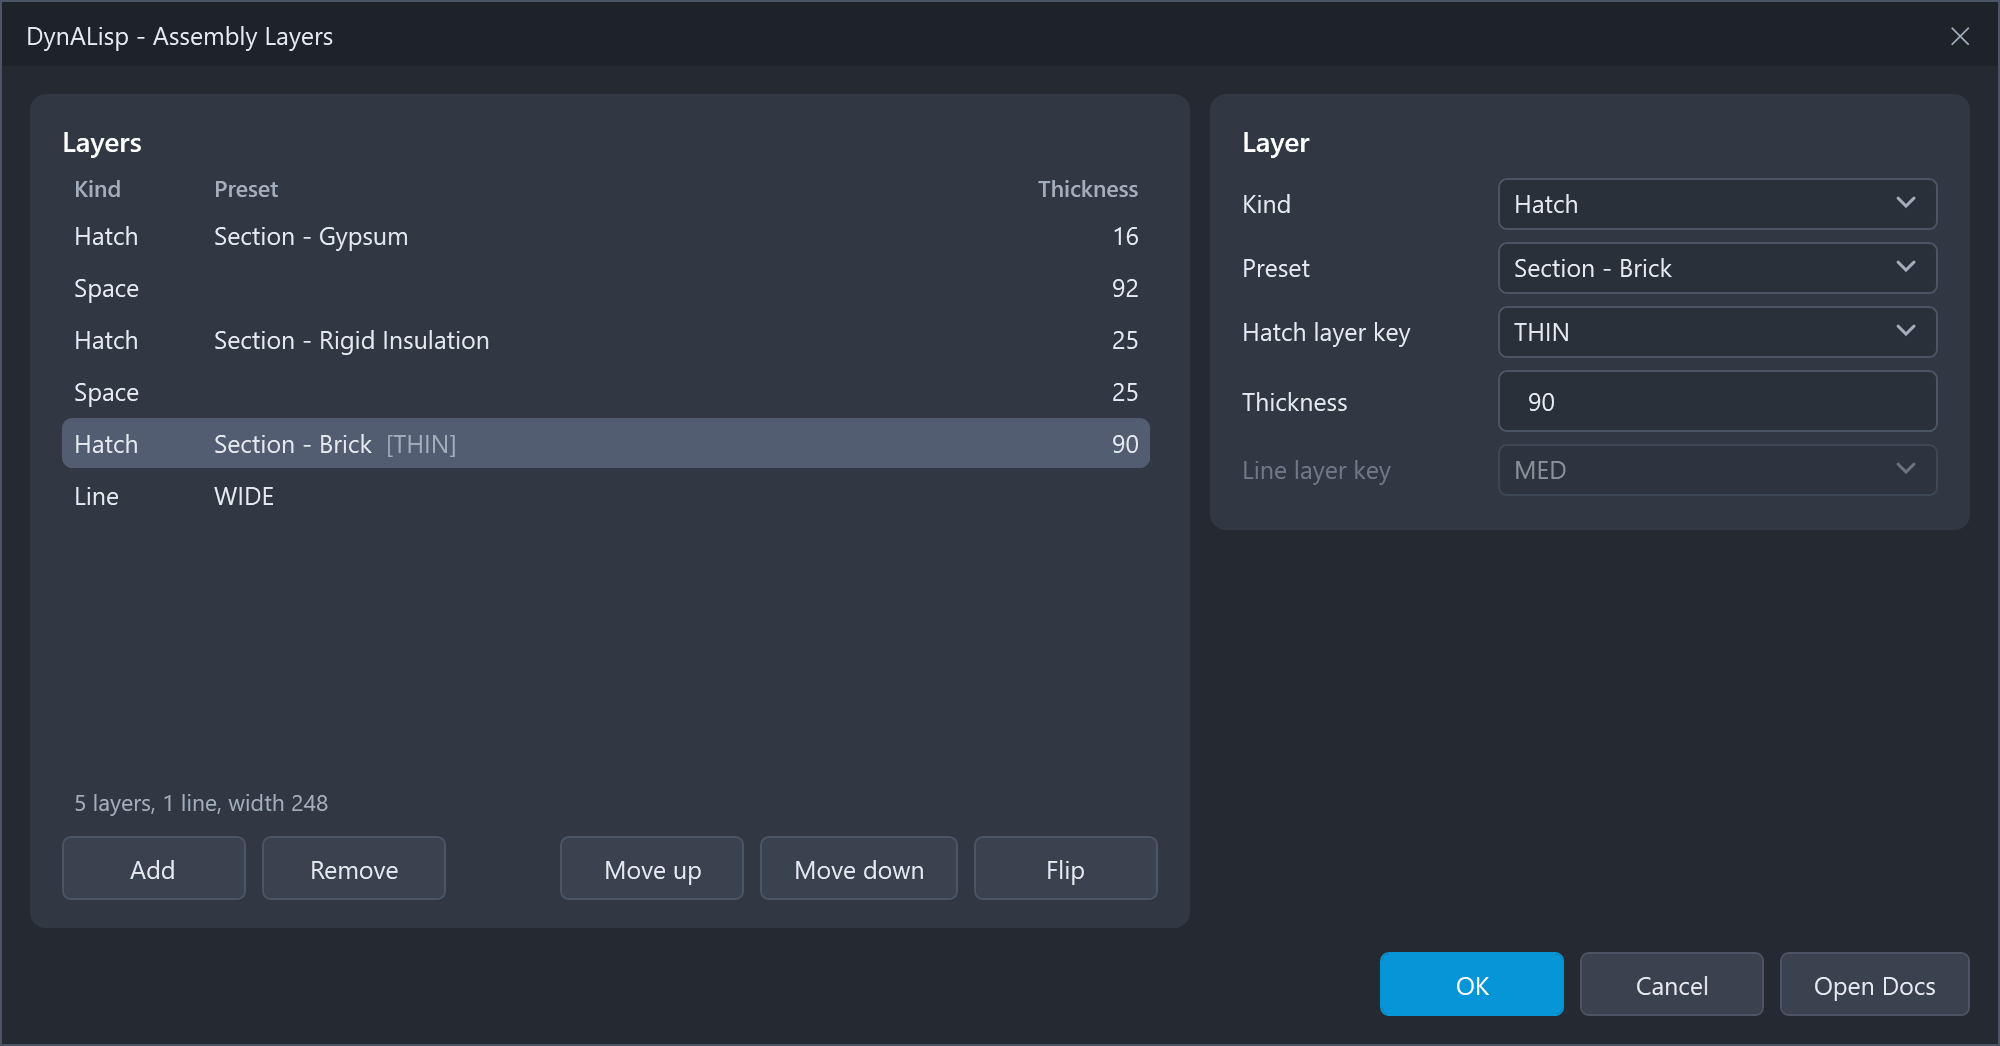 DynALisp - Assembly Layers
Layers
Kind Preset Thickness
Hatch Section - Gypsum 16
Space 92
Hatch Section - Rigid Insulation 25
Space 25
Hatch Section - Brick [THIN] 90
Line WIDE
5 layers, 1 line, width 248
Add Remove Move up Move down Flip
Layer
Kind Hatch
Preset Section - Brick
Hatch layer key THIN
Thickness 90
Line layer key MED
OK Cancel Open Docs